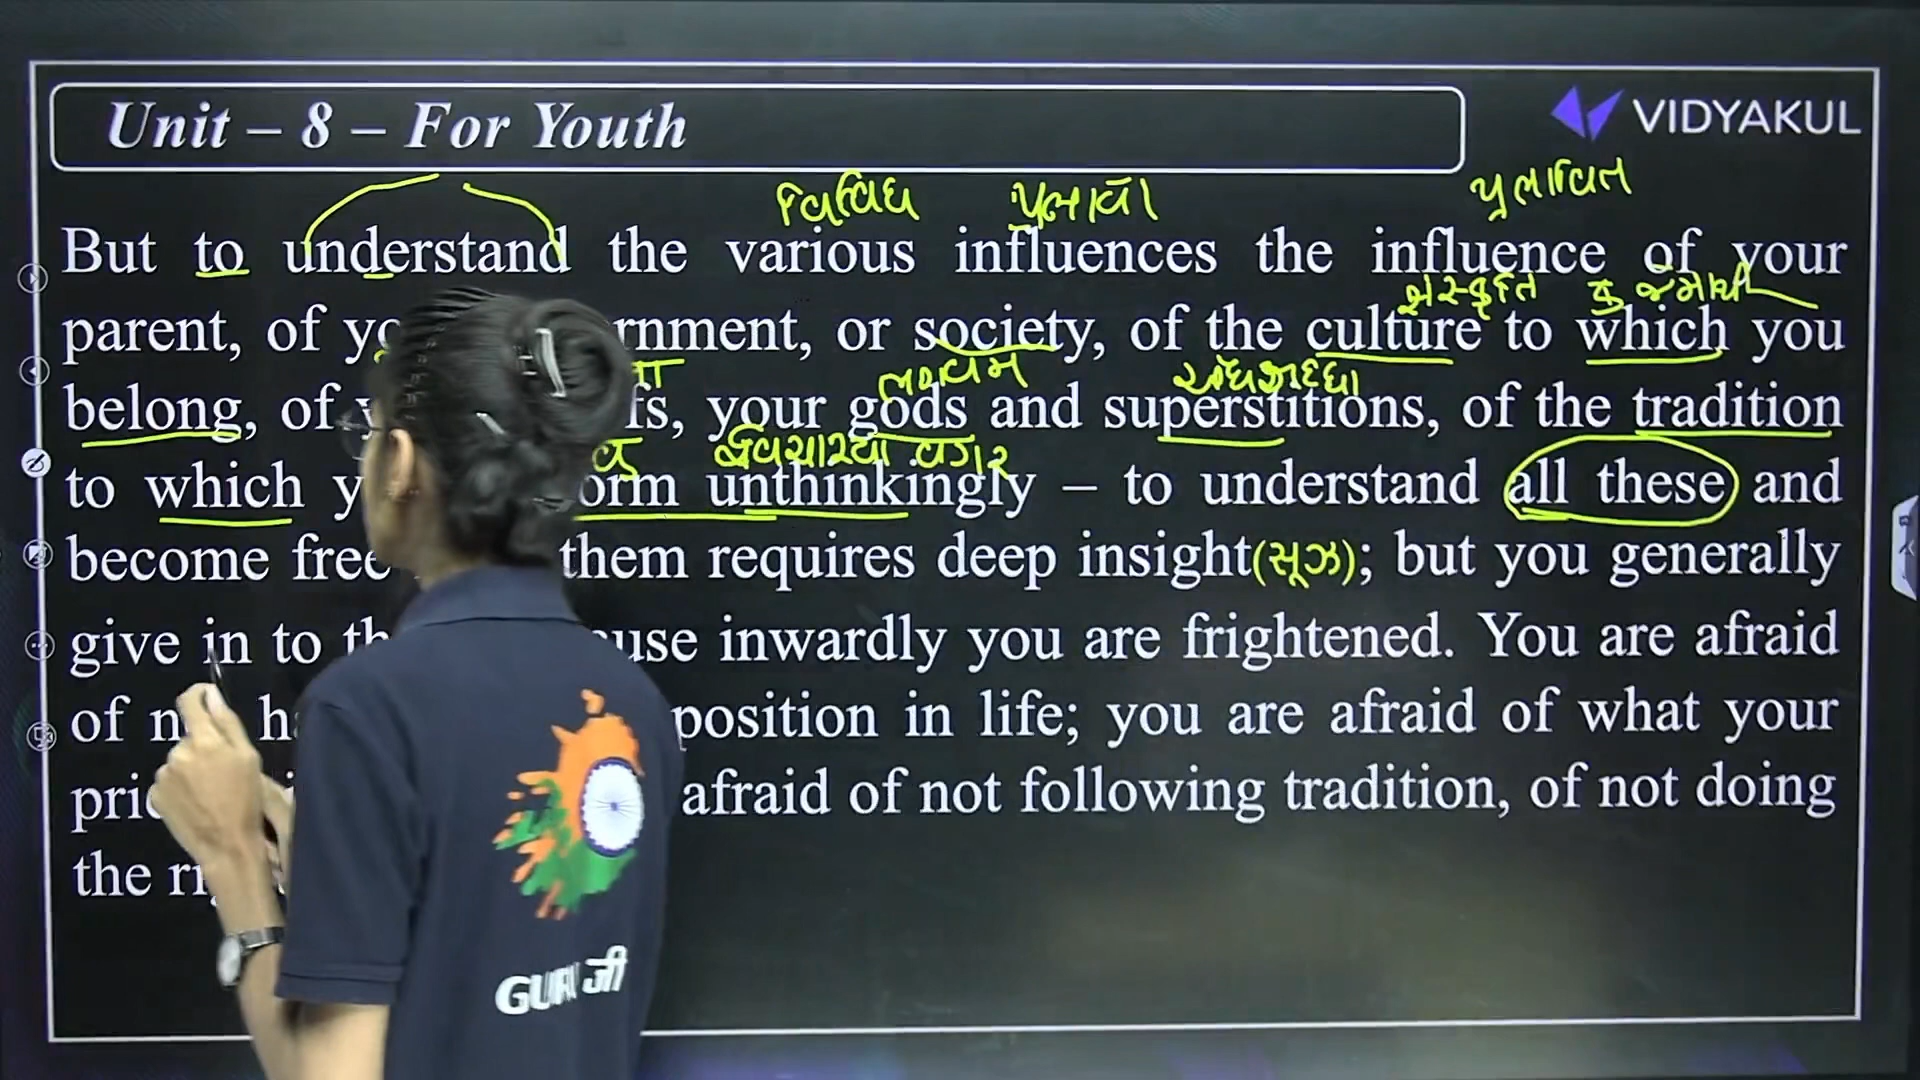 Unit – 8 – For Youth
VIDYAKUL
વિવિધ પ્રભાવો પ્રભાવિત
But to understand the various influences the influence of your
સંસ્કૃતિ
parent, of rnment, or society, of the culture to which you
ભગવાન અંધશ્રદ્ધા
belong, of fs, your gods and superstitions, of the tradition
વિચાર્યા વગર
to which orm unthinkingly – to understand all these and
become free them requires deep insight(સૂઝ); but you generally
give in to use inwardly you are frightened. You are afraid
of position in life; you are afraid of what your
afraid of not following tradition, of not doing
the
GURU जी